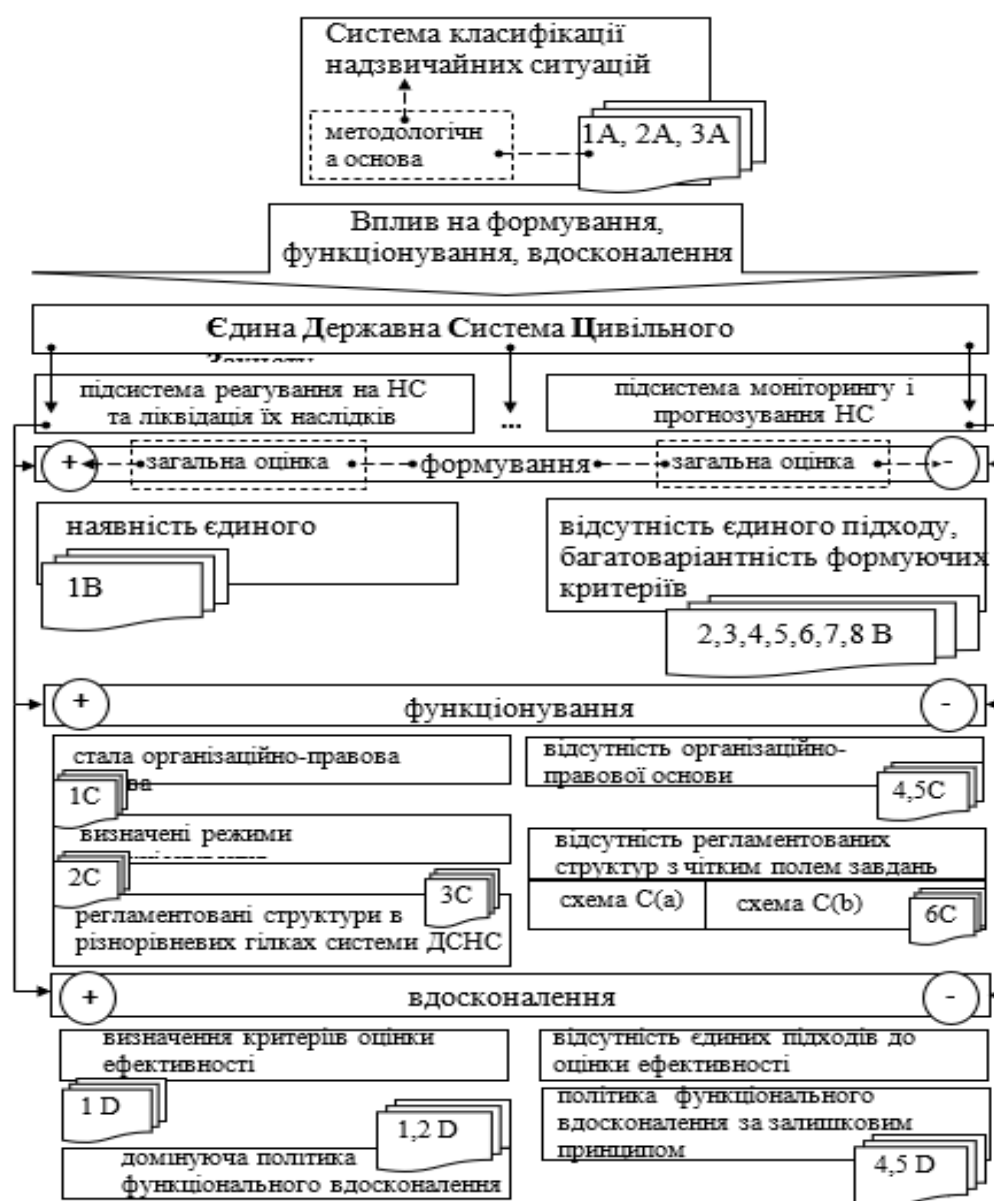 Система класифікації
надзвичайних ситуацій
методологічн
а основа
1А, 2А, 3А
Вплив на формування,
функціонування, вдосконалення
Єдина Державна Система Цивільного
підсистема реагування на НС
та ліквідація їх наслідків
...
підсистема моніторингу і
прогнозування НС
+
загальна оцінка
формування
загальна оцінка
-
наявність єдиного
1В
відсутність єдиного підходу,
багатоваріантність формуючих
критеріїв
2,3,4,5,6,7,8 В
+
функціонування
-
стала організаційно-правова
1С
відсутність організаційно-
правової основи
4,5С
визначені режими
2С
відсутність регламентованих
структур з чітким полем завдань
схема С(а)
схема С(b)
6С
3С
регламентовані структури в
різнорівневих гілках системи ДСНС
+
вдосконалення
-
визначення критеріїв оцінки
ефективності
1 D
відсутність єдиних підходів до
оцінки ефективності
1,2 D
домінуюча політика
функціонального вдосконалення
політика функціонального
вдосконалення за залишковим
принципом
4,5 D